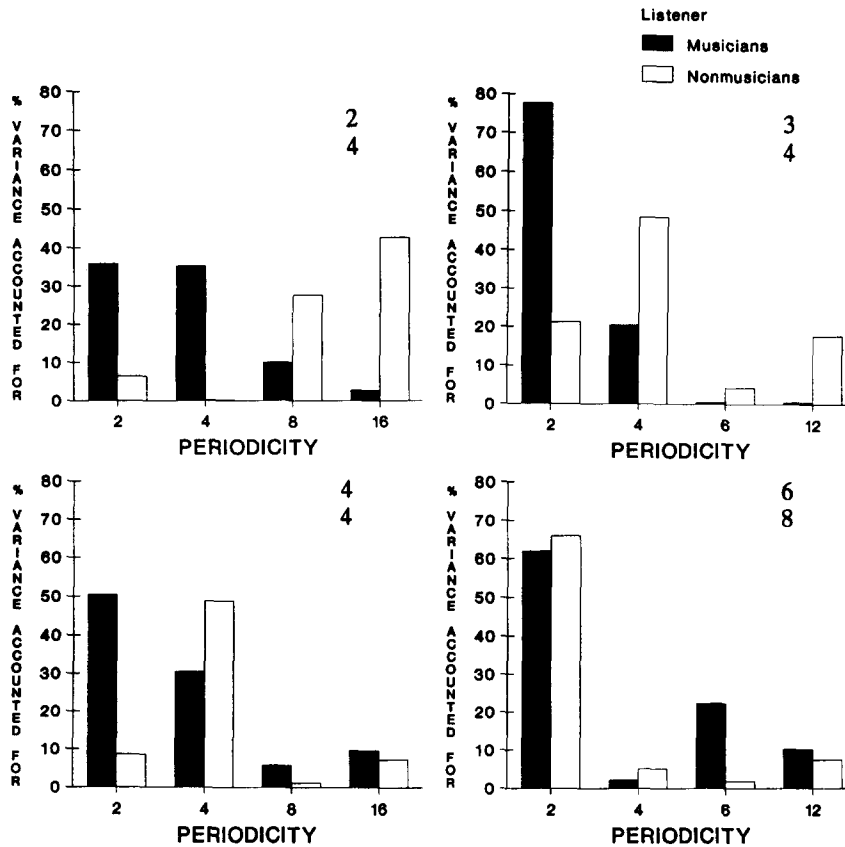 Listener
Musicians
Nonmusicians
% VARIANCE ACCOUNTED FOR
80
70
60
50
40
30
20
10
0
2
4
2 4 8 16
PERIODICITY
% VARIANCE ACCOUNTED FOR
80
70
60
50
40
30
20
10
0
3
4
2 4 6 12
PERIODICITY
% VARIANCE ACCOUNTED FOR
80
70
60
50
40
30
20
10
0
4
4
2 4 8 16
PERIODICITY
% VARIANCE ACCOUNTED FOR
80
70
60
50
40
30
20
10
0
6
8
2 4 6 12
PERIODICITY